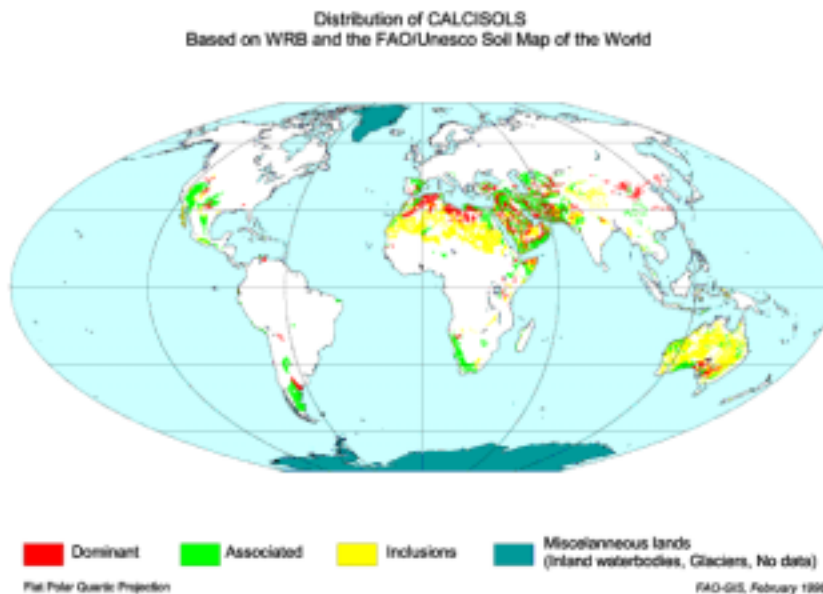 Distribution of CALCISOLS
Based on WRB and the FAO/Unesco Soil Map of the World
Dominant
Associated
Inclusions
Miscelanneous lands
(Inland waterbodies, Glaciers, No data)
Flat Polar Quartic Projection
FAO-GIS, February